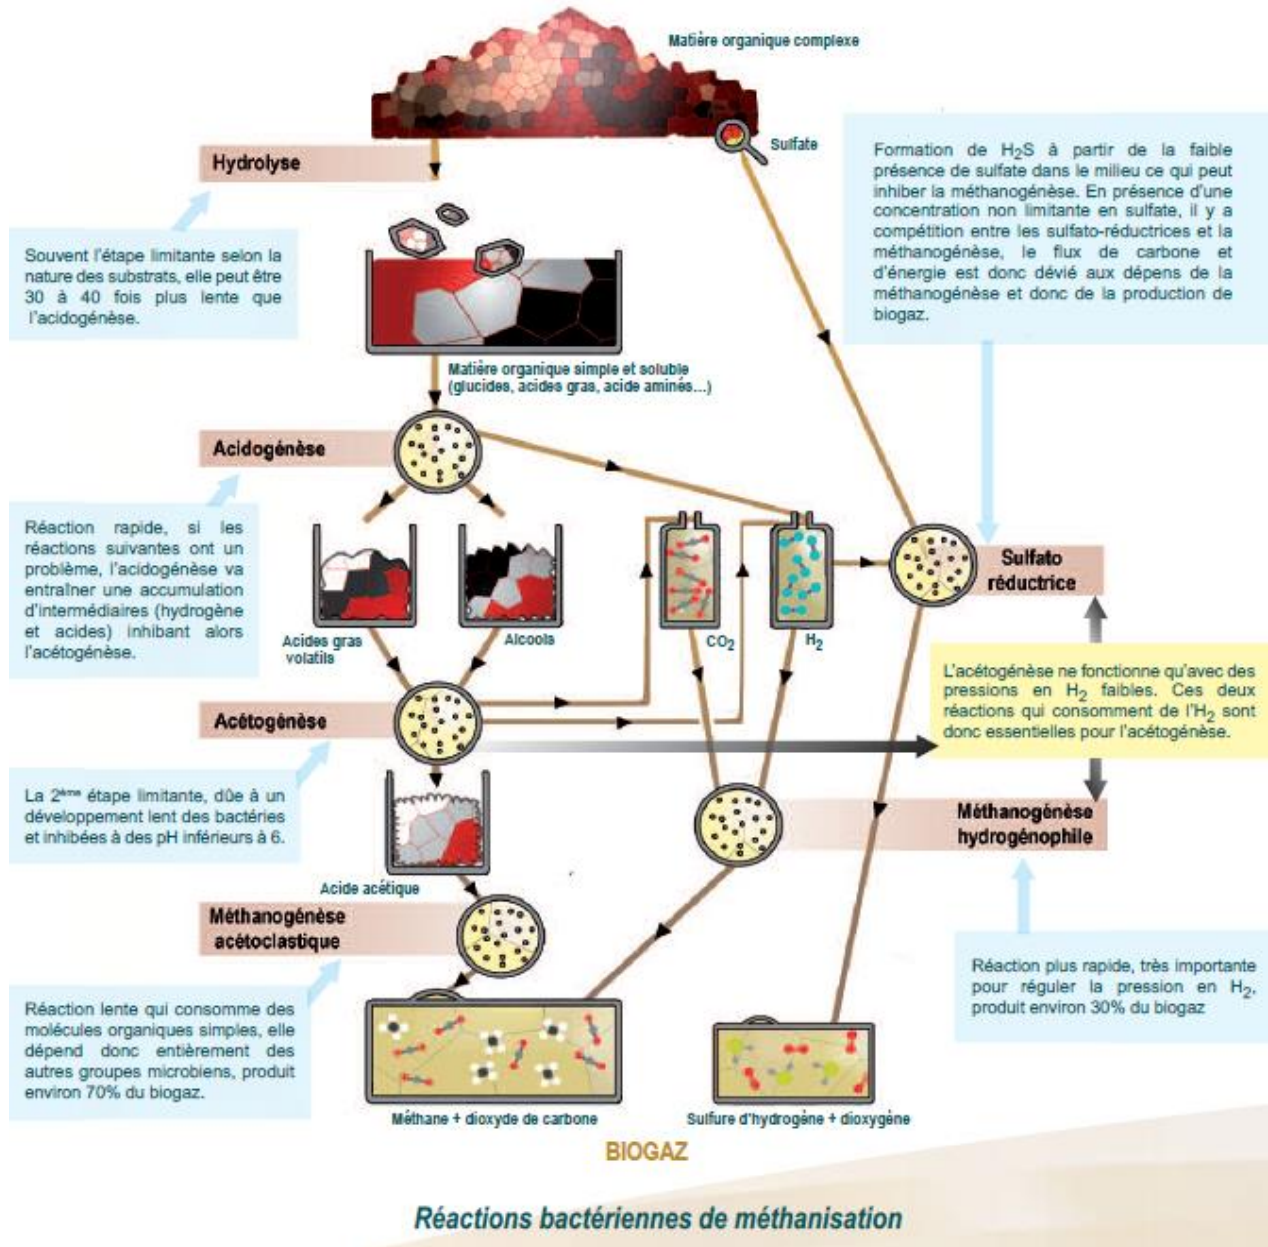 Matière organique complexe
Sulfate
Hydrolyse
Souvent l'étape limitante selon la
nature des substrats, elle peut être
30 à 40 fois plus lente que
l'acidogénèse.
Formation de H₂S à partir de la faible
présence de sulfate dans le milieu ce qui peut
inhiber la méthanogénèse. En présence d'une
concentration non limitante en sulfate, il y a
compétition entre les sulfato-réductrices et la
méthanogénèse, le flux de carbone et
d'énergie est donc dévié aux dépens de la
méthanogénèse et donc de la production de
biogaz.
Matière organique simple et soluble
(glucides, acides gras, acide aminés...)
Acidogénèse
Réaction rapide, si les
réactions suivantes ont un
problème, l'acidogénèse va
entraîner une accumulation
d'intermédiaires (hydrogène
et acides) inhibant alors
l'acétogénèse.
Acides gras
volatils
Alcools
CO₂
H₂
Sulfato
réductrice
L'acétogénèse ne fonctionne qu'avec des
pressions en H₂ faibles. Ces deux
réactions qui consomment de l'H₂ sont
donc essentielles pour l'acétogénèse.
Acétogénèse
La 2ème étape limitante, dûe à un
développement lent des bactéries
et inhibées à des pH inférieurs à 6.
Acide acétique
Méthanogénèse
hydrogénophile
Réaction plus rapide, très importante
pour réguler la pression en H₂,
produit environ 30% du biogaz
Méthanogénèse
acétoclastique
Réaction lente qui consomme des
molécules organiques simples, elle
dépend donc entièrement des
autres groupes microbiens, produit
environ 70% du biogaz.
Méthane + dioxyde de carbone
Sulfure d'hydrogène + dioxygène
BIOGAZ
Réactions bactériennes de méthanisation